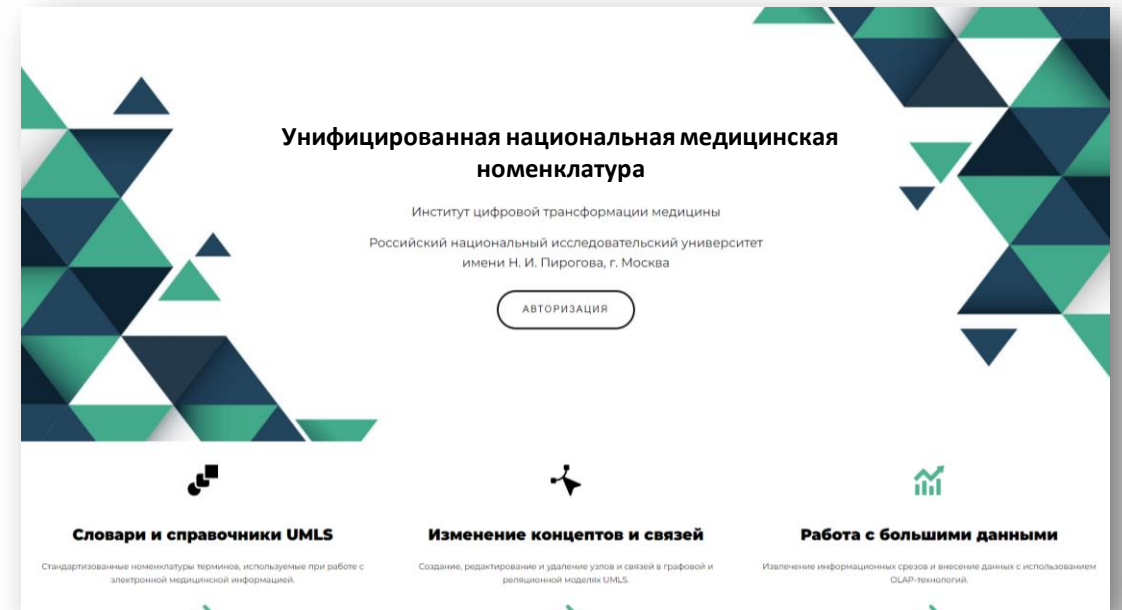 Унифицированная национальная медицинская
номенклатура
Институт цифровой трансформации медицины
Российский национальный исследовательский университет
имени Н. И. Пирогова, г. Москва
АВТОРИЗАЦИЯ
Словари и справочники UMLS
Стандартизованные номенклатуры терминов, используемые при работе с
электронной медицинской информацией.
Изменение концептов и связей
Создание, редактирование и удаление узлов и связей в графовой и
реляционной моделях UMLS.
Работа с большими данными
Извлечение информационных срезов и внесение данных с использованием
OLAP-технологий.